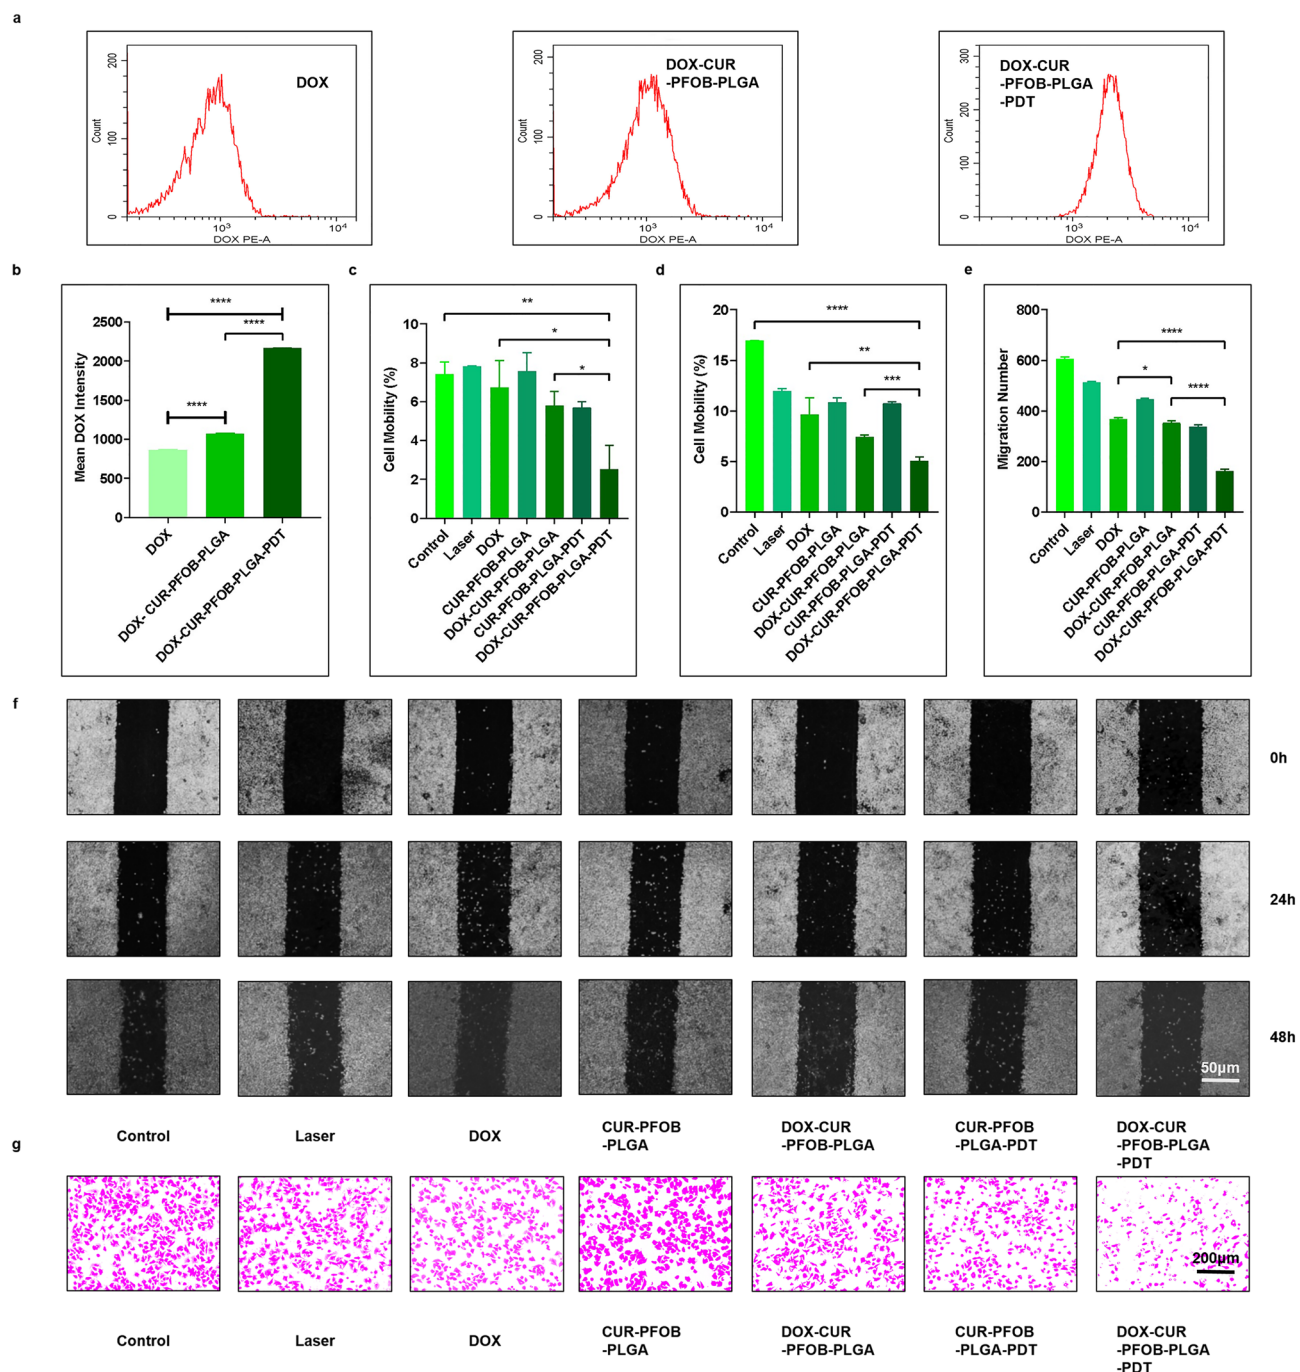 a
DOX
200
100
0
Count
10³
10⁴
DOX PE-A
DOX-CUR
-PFOB-PLGA
200
100
0
Count
10³
10⁴
DOX PE-A
DOX-CUR
-PFOB-PLGA
-PDT
300
200
100
0
Count
10³
10⁴
DOX PE-A
b
Mean DOX Intensity
2500
2000
1500
1000
500
0
****
****
****
DOX
DOX- CUR-PFOB-PLGA
DOX-CUR-PFOB-PLGA-PDT
c
Cell Mobility (%)
10
8
6
4
2
0
**
*
*
Control
Laser
DOX
CUR-PFOB-PLGA
DOX-CUR-PFOB-PLGA
CUR-PFOB-PLGA-PDT
DOX-CUR-PFOB-PLGA-PDT
d
Cell Mobility (%)
20
15
10
5
0
****
**
***
Control
Laser
DOX
CUR-PFOB-PLGA
DOX-CUR-PFOB-PLGA
CUR-PFOB-PLGA-PDT
DOX-CUR-PFOB-PLGA-PDT
e
Migration Number
800
600
400
200
0
****
*
****
Control
Laser
DOX
CUR-PFOB-PLGA
DOX-CUR-PFOB-PLGA
CUR-PFOB-PLGA-PDT
DOX-CUR-PFOB-PLGA-PDT
f
0h
24h
48h
50μm
Control
Laser
DOX
CUR-PFOB
-PLGA
DOX-CUR
-PFOB-PLGA
CUR-PFOB
-PLGA-PDT
DOX-CUR
-PFOB-PLGA
-PDT
g
200μm
Control
Laser
DOX
CUR-PFOB
-PLGA
DOX-CUR
-PFOB-PLGA
CUR-PFOB
-PLGA-PDT
DOX-CUR
-PFOB-PLGA
-PDT